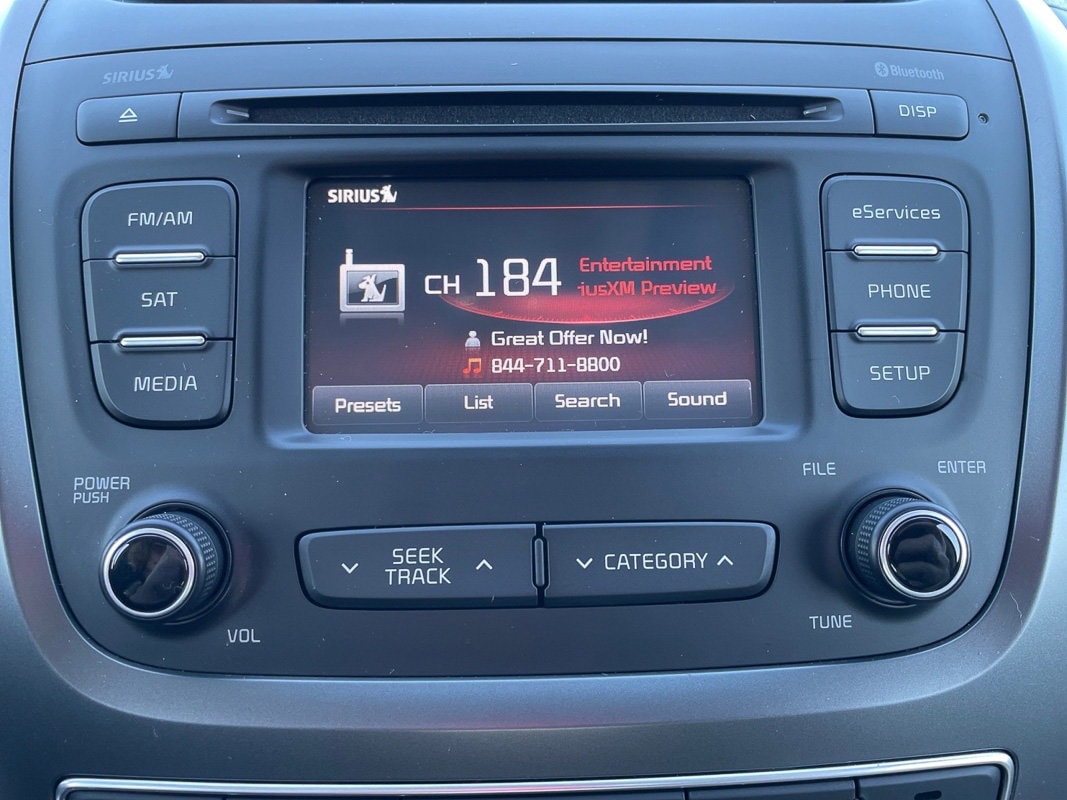 SIRIUS
Bluetooth
DISP
SIRIUS
FM/AM
SAT
MEDIA
CH 184
Entertainment
iusXM Preview
Great Offer Now!
844-711-8800
Presets
List
Search
Sound
eServices
PHONE
SETUP
POWER
PUSH
VOL
SEEK
TRACK
CATEGORY
FILE
ENTER
TUNE